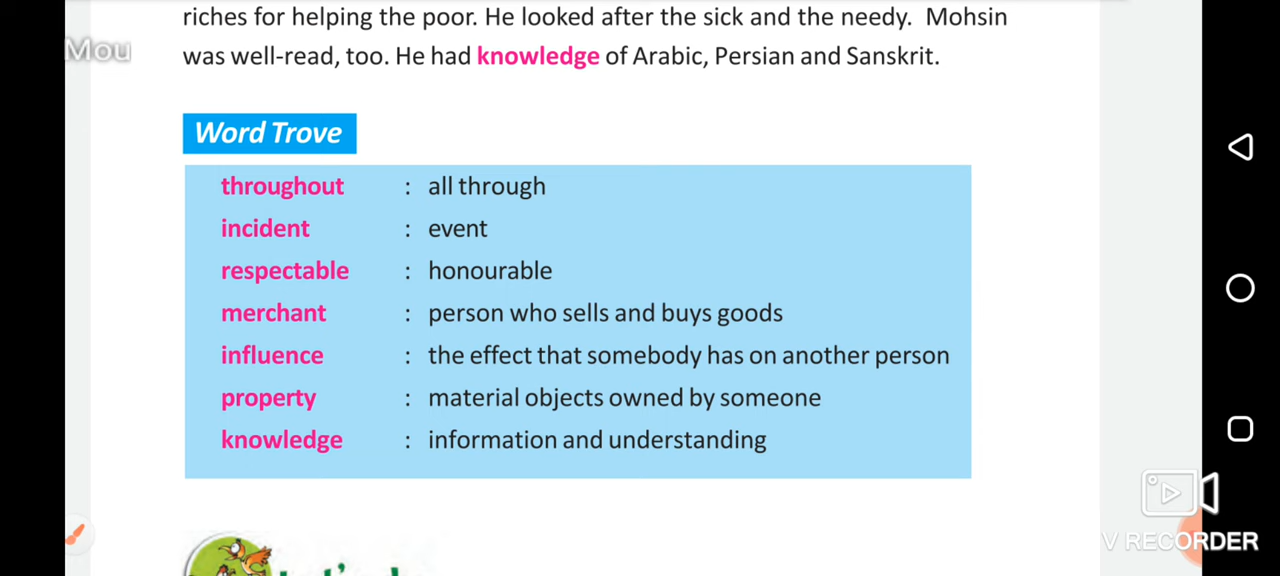 riches for helping the poor. He looked after the sick and the needy. Mohsin
Mou
was well-read, too. He had knowledge of Arabic, Persian and Sanskrit.
Word Trove
throughout : all through
incident : event
respectable : honourable
merchant : person who sells and buys goods
influence : the effect that somebody has on another person
property : material objects owned by someone
knowledge : information and understanding
V RECORDER